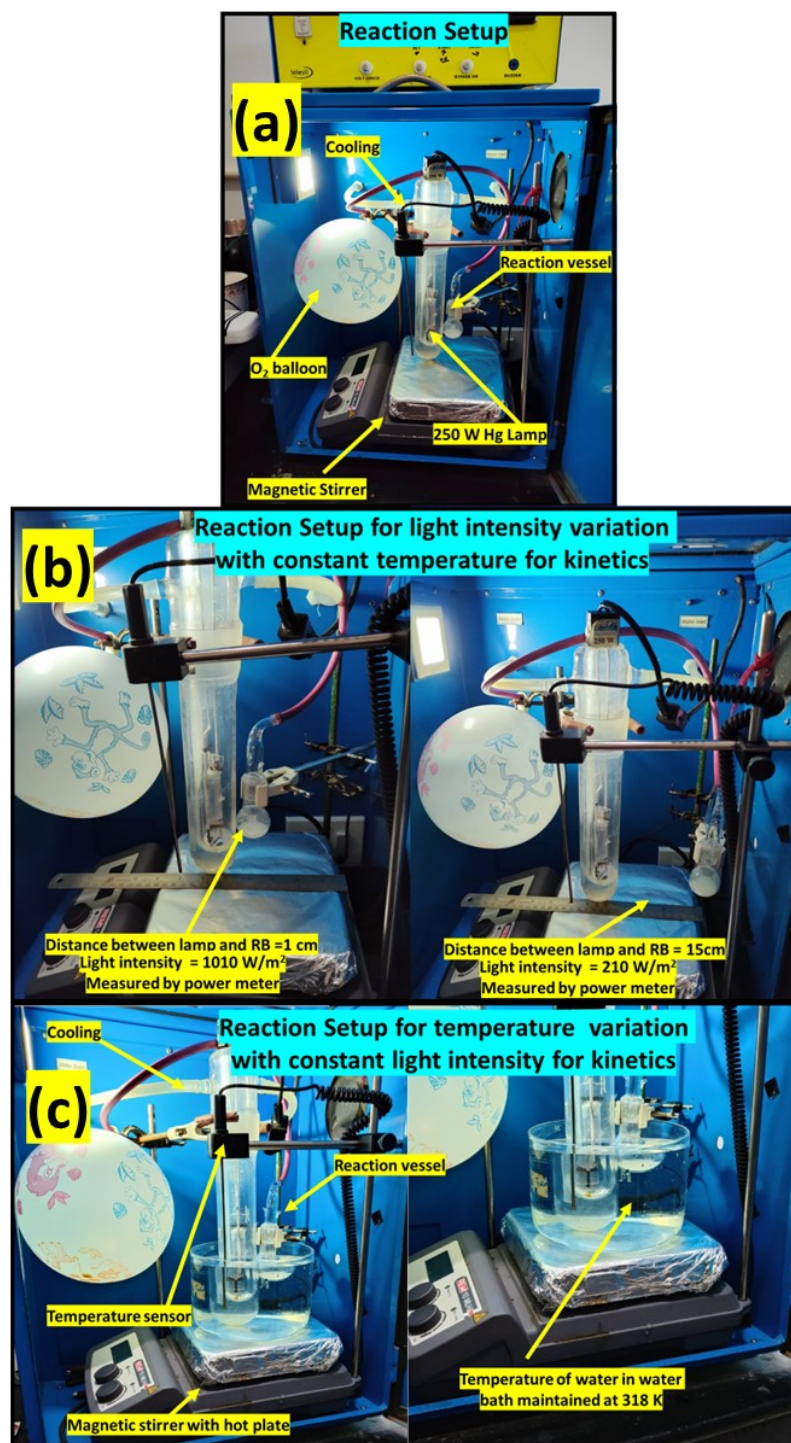 Reaction Setup
(a)
Cooling
Reaction vessel
O₂ balloon
250 W Hg Lamp
Magnetic Stirrer
Reaction Setup for light intensity variation
with constant temperature for kinetics
(b)
250 W
Distance between lamp and RB =1 cm
Light intensity = 1010 W/m²
Measured by power meter
Distance between lamp and RB = 15cm
Light intensity = 210 W/m²
Measured by power meter
Reaction Setup for temperature variation
with constant light intensity for kinetics
(c)
Cooling
Reaction vessel
Temperature sensor
Magnetic stirrer with hot plate
Temperature of water in water
bath maintained at 318 K